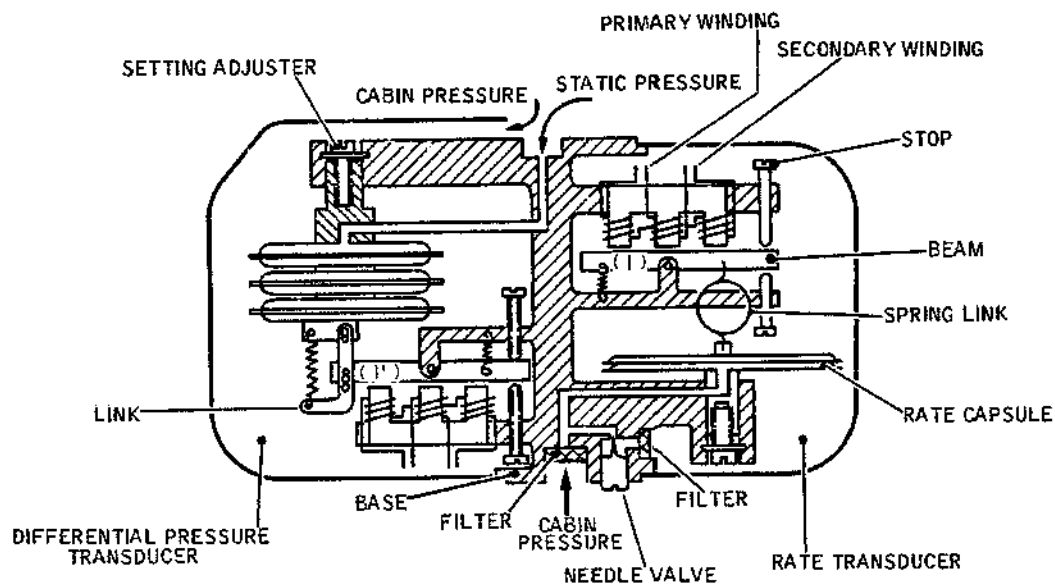 PRIMARY WINDING
SECONDARY WINDING
SETTING ADJUSTER
STATIC PRESSURE
CABIN PRESSURE
STOP
BEAM
SPRING LINK
LINK
RATE CAPSULE
BASE
FILTER
CABIN
PRESSURE
FILTER
NEEDLE VALVE
DIFFERENTIAL PRESSURE
TRANSDUCER
RATE TRANSDUCER